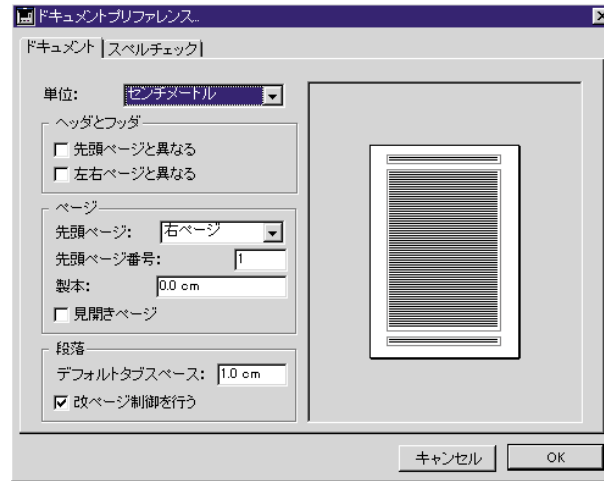 ドキュメントプリファレンス...
ドキュメント
スペルチェック
単位: センチメートル
ヘッダとフッダ
先頭ページと異なる
左右ページと異なる
ページ
先頭ページ: 右ページ
先頭ページ番号: 1
製本: 0.0 cm
見開きページ
段落
デフォルトタブスペース: 1.0 cm
改ページ制御を行う
キャンセル
OK